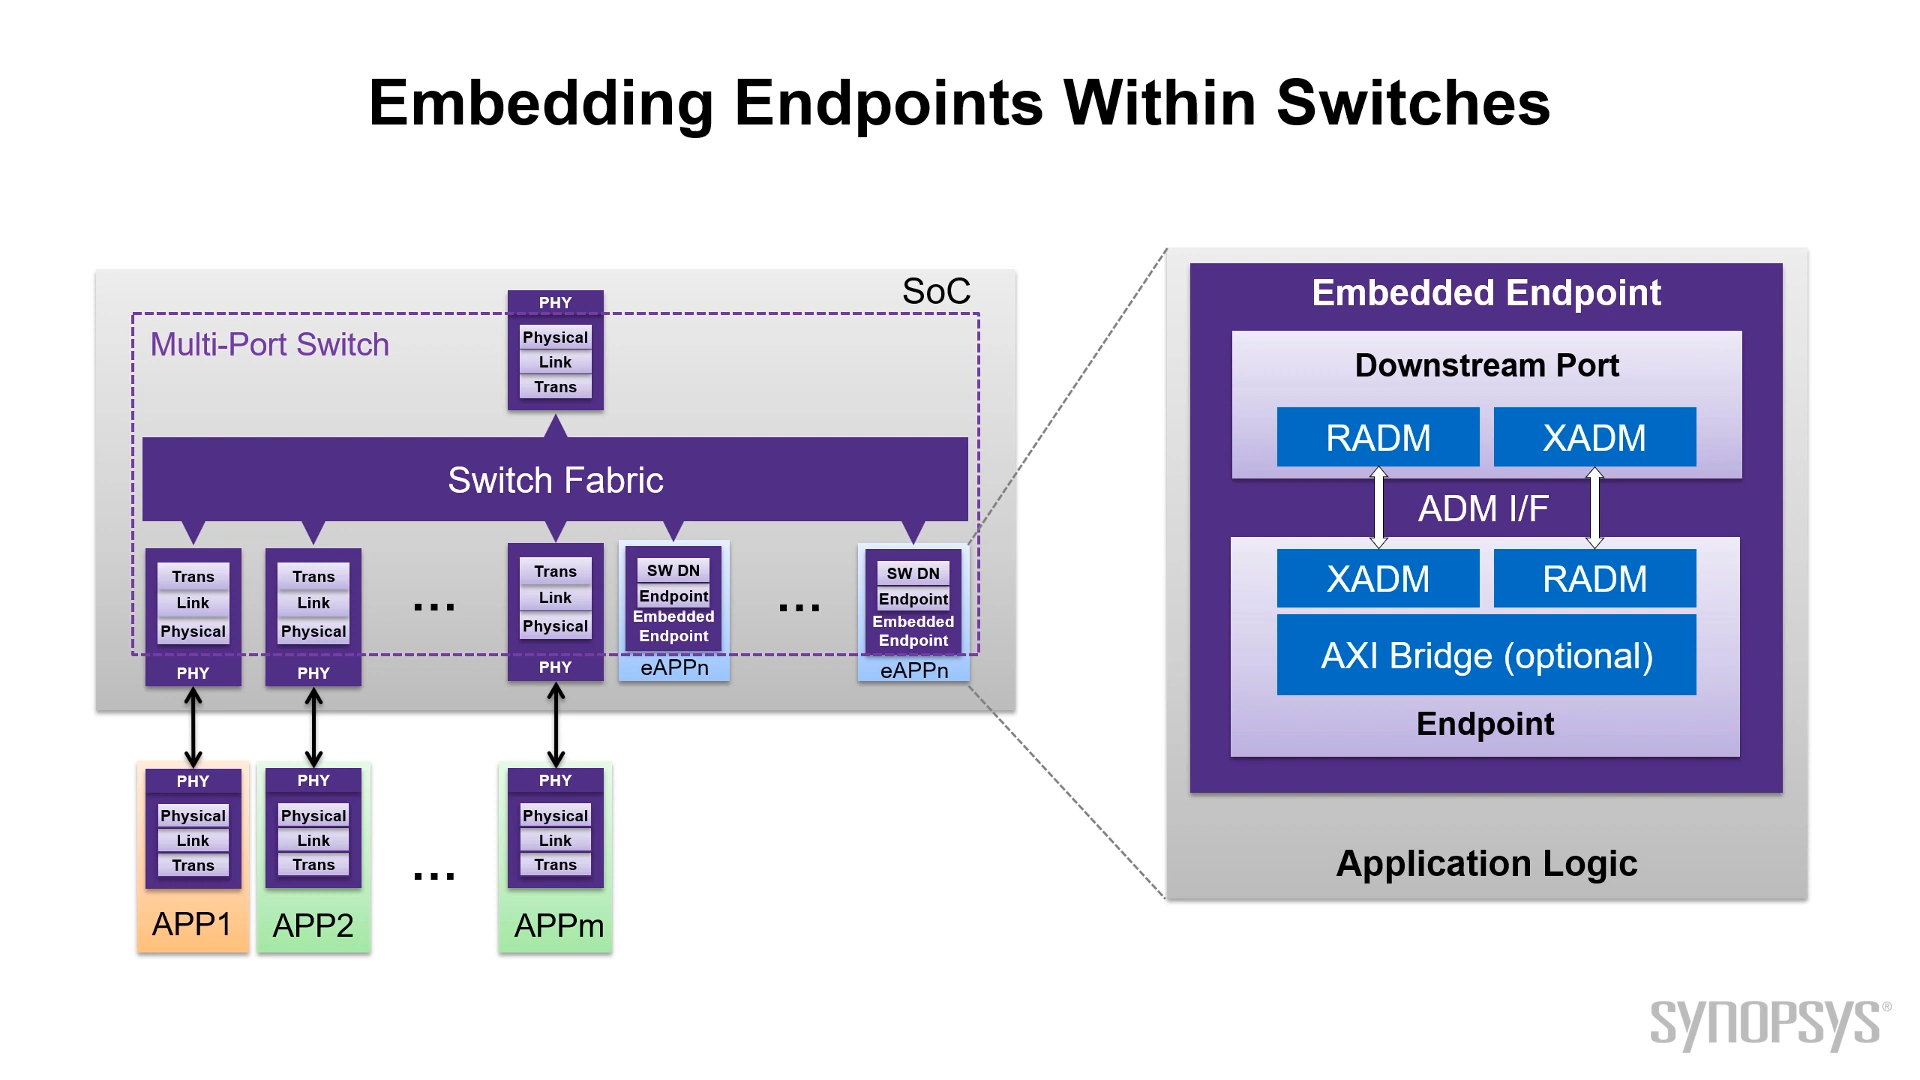 Embedding Endpoints Within Switches
SoC
Multi-Port Switch
PHY
Physical
Link
Trans
Switch Fabric
Trans
Link
Physical
PHY
Trans
Link
Physical
PHY
...
Trans
Link
Physical
PHY
SW DN
Endpoint
Embedded
Endpoint
eAPPn
...
SW DN
Endpoint
Embedded
Endpoint
eAPPn
PHY
Physical
Link
Trans
APP1
PHY
Physical
Link
Trans
APP2
...
PHY
Physical
Link
Trans
APPm
Embedded Endpoint
Downstream Port
RADM XADM
ADM I/F
XADM RADM
AXI Bridge (optional)
Endpoint
Application Logic
SYNOPSYS®